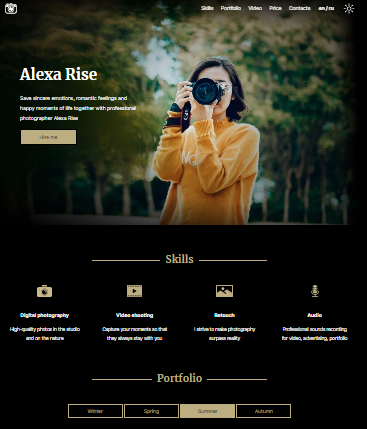 Skills Portfolio Video Price Contacts en / ru
Alexa Rise
Save sincere emotions, romantic feelings and
happy moments of life together with professional
photographer Alexa Rise
Hire me
Skills
Digital photography Video shooting Retouch Audio
High-quality photos in the studio Capture your moments so that I strive to make photography Professional sounds recording
and on the nature they always stay with you surpass reality for video, advertising, portfolio
Portfolio
Winter Spring Summer Autumn